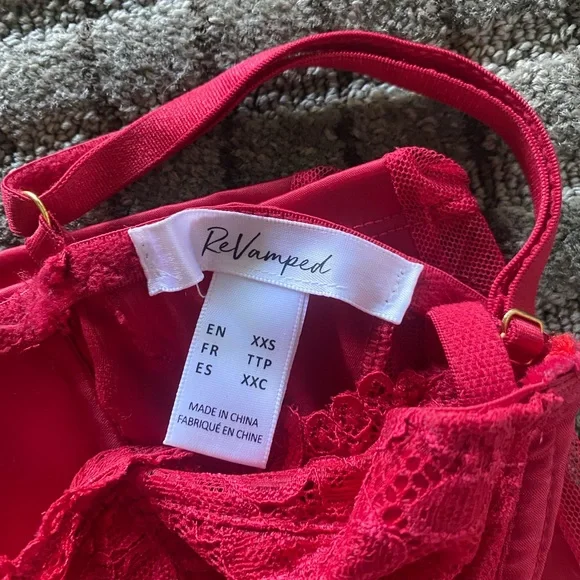 ReVamped
EN XXS
FR TTP
ES XXC
MADE IN CHINA
FABRIQUÉ EN CHINE